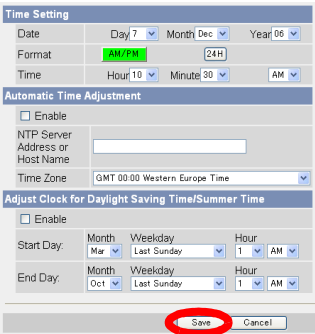 Time Setting
Date Day 7 Month Dec Year 06
Format AM/PM 24H
Time Hour 10 Minute 30 AM
Automatic Time Adjustment
Enable
NTP Server
Address or
Host Name
Time Zone GMT 00:00 Western Europe Time
Adjust Clock for Daylight Saving Time/Summer Time
Enable
Month Weekday Hour
Start Day: Mar Last Sunday 1 AM
Month Weekday Hour
End Day: Oct Last Sunday 1 AM
Save Cancel